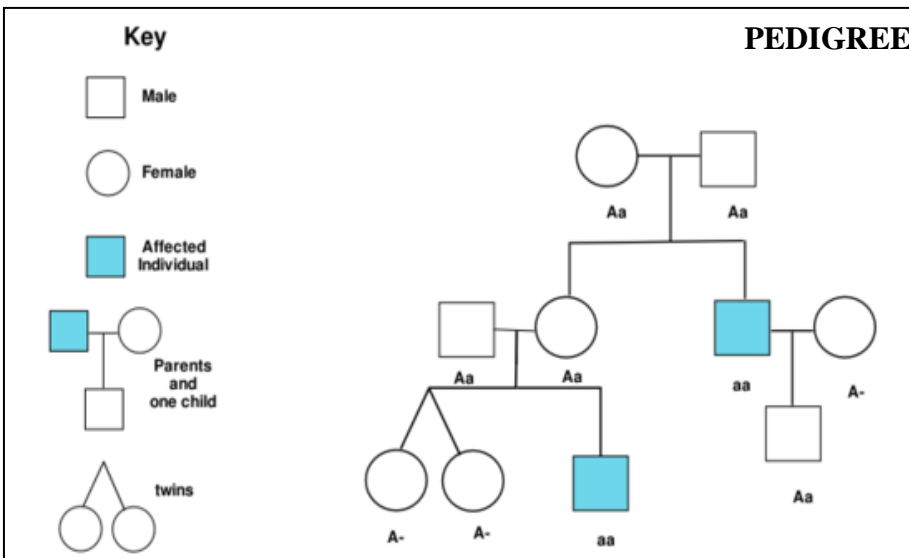 Key
PEDIGREE
Male
Female
Affected
Individual
Parents
and
one child
twins
Aa Aa
Aa Aa aa A-
Aa
A- A- aa